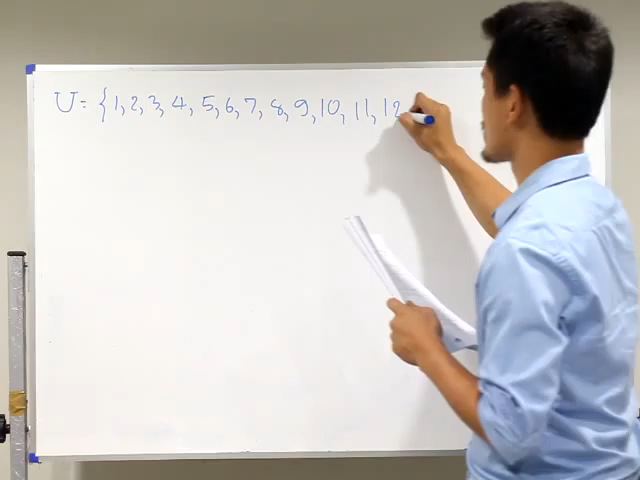 U = { 1, 2, 3, 4, 5, 6, 7, 8, 9, 10, 11, 12